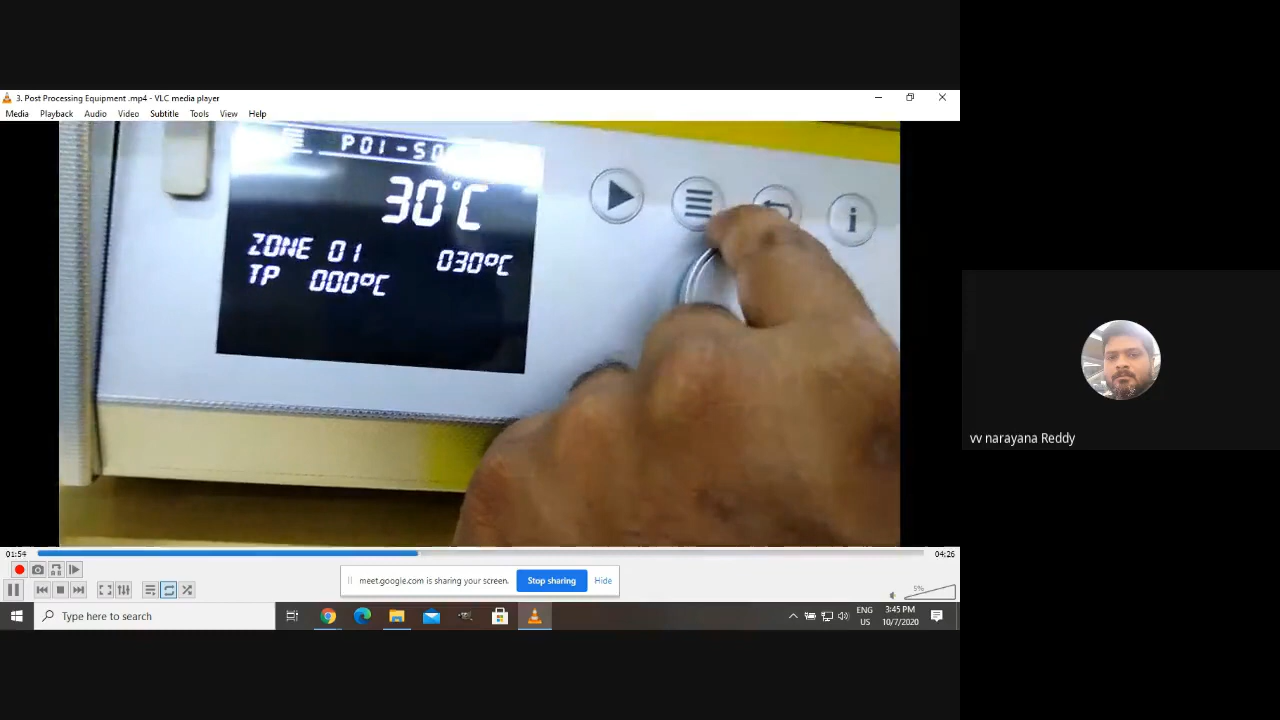 3. Post Processing Equipment .mp4 - VLC media player
Media Playback Audio Video Subtitle Tools View Help
30°C
ZONE 01 030°C
TP 000°C
i
vv narayana Reddy
01:54
04:26
meet.google.com is sharing your screen. Stop sharing Hide
9%
Type here to search
ENG
US
3:45 PM
10/7/2020